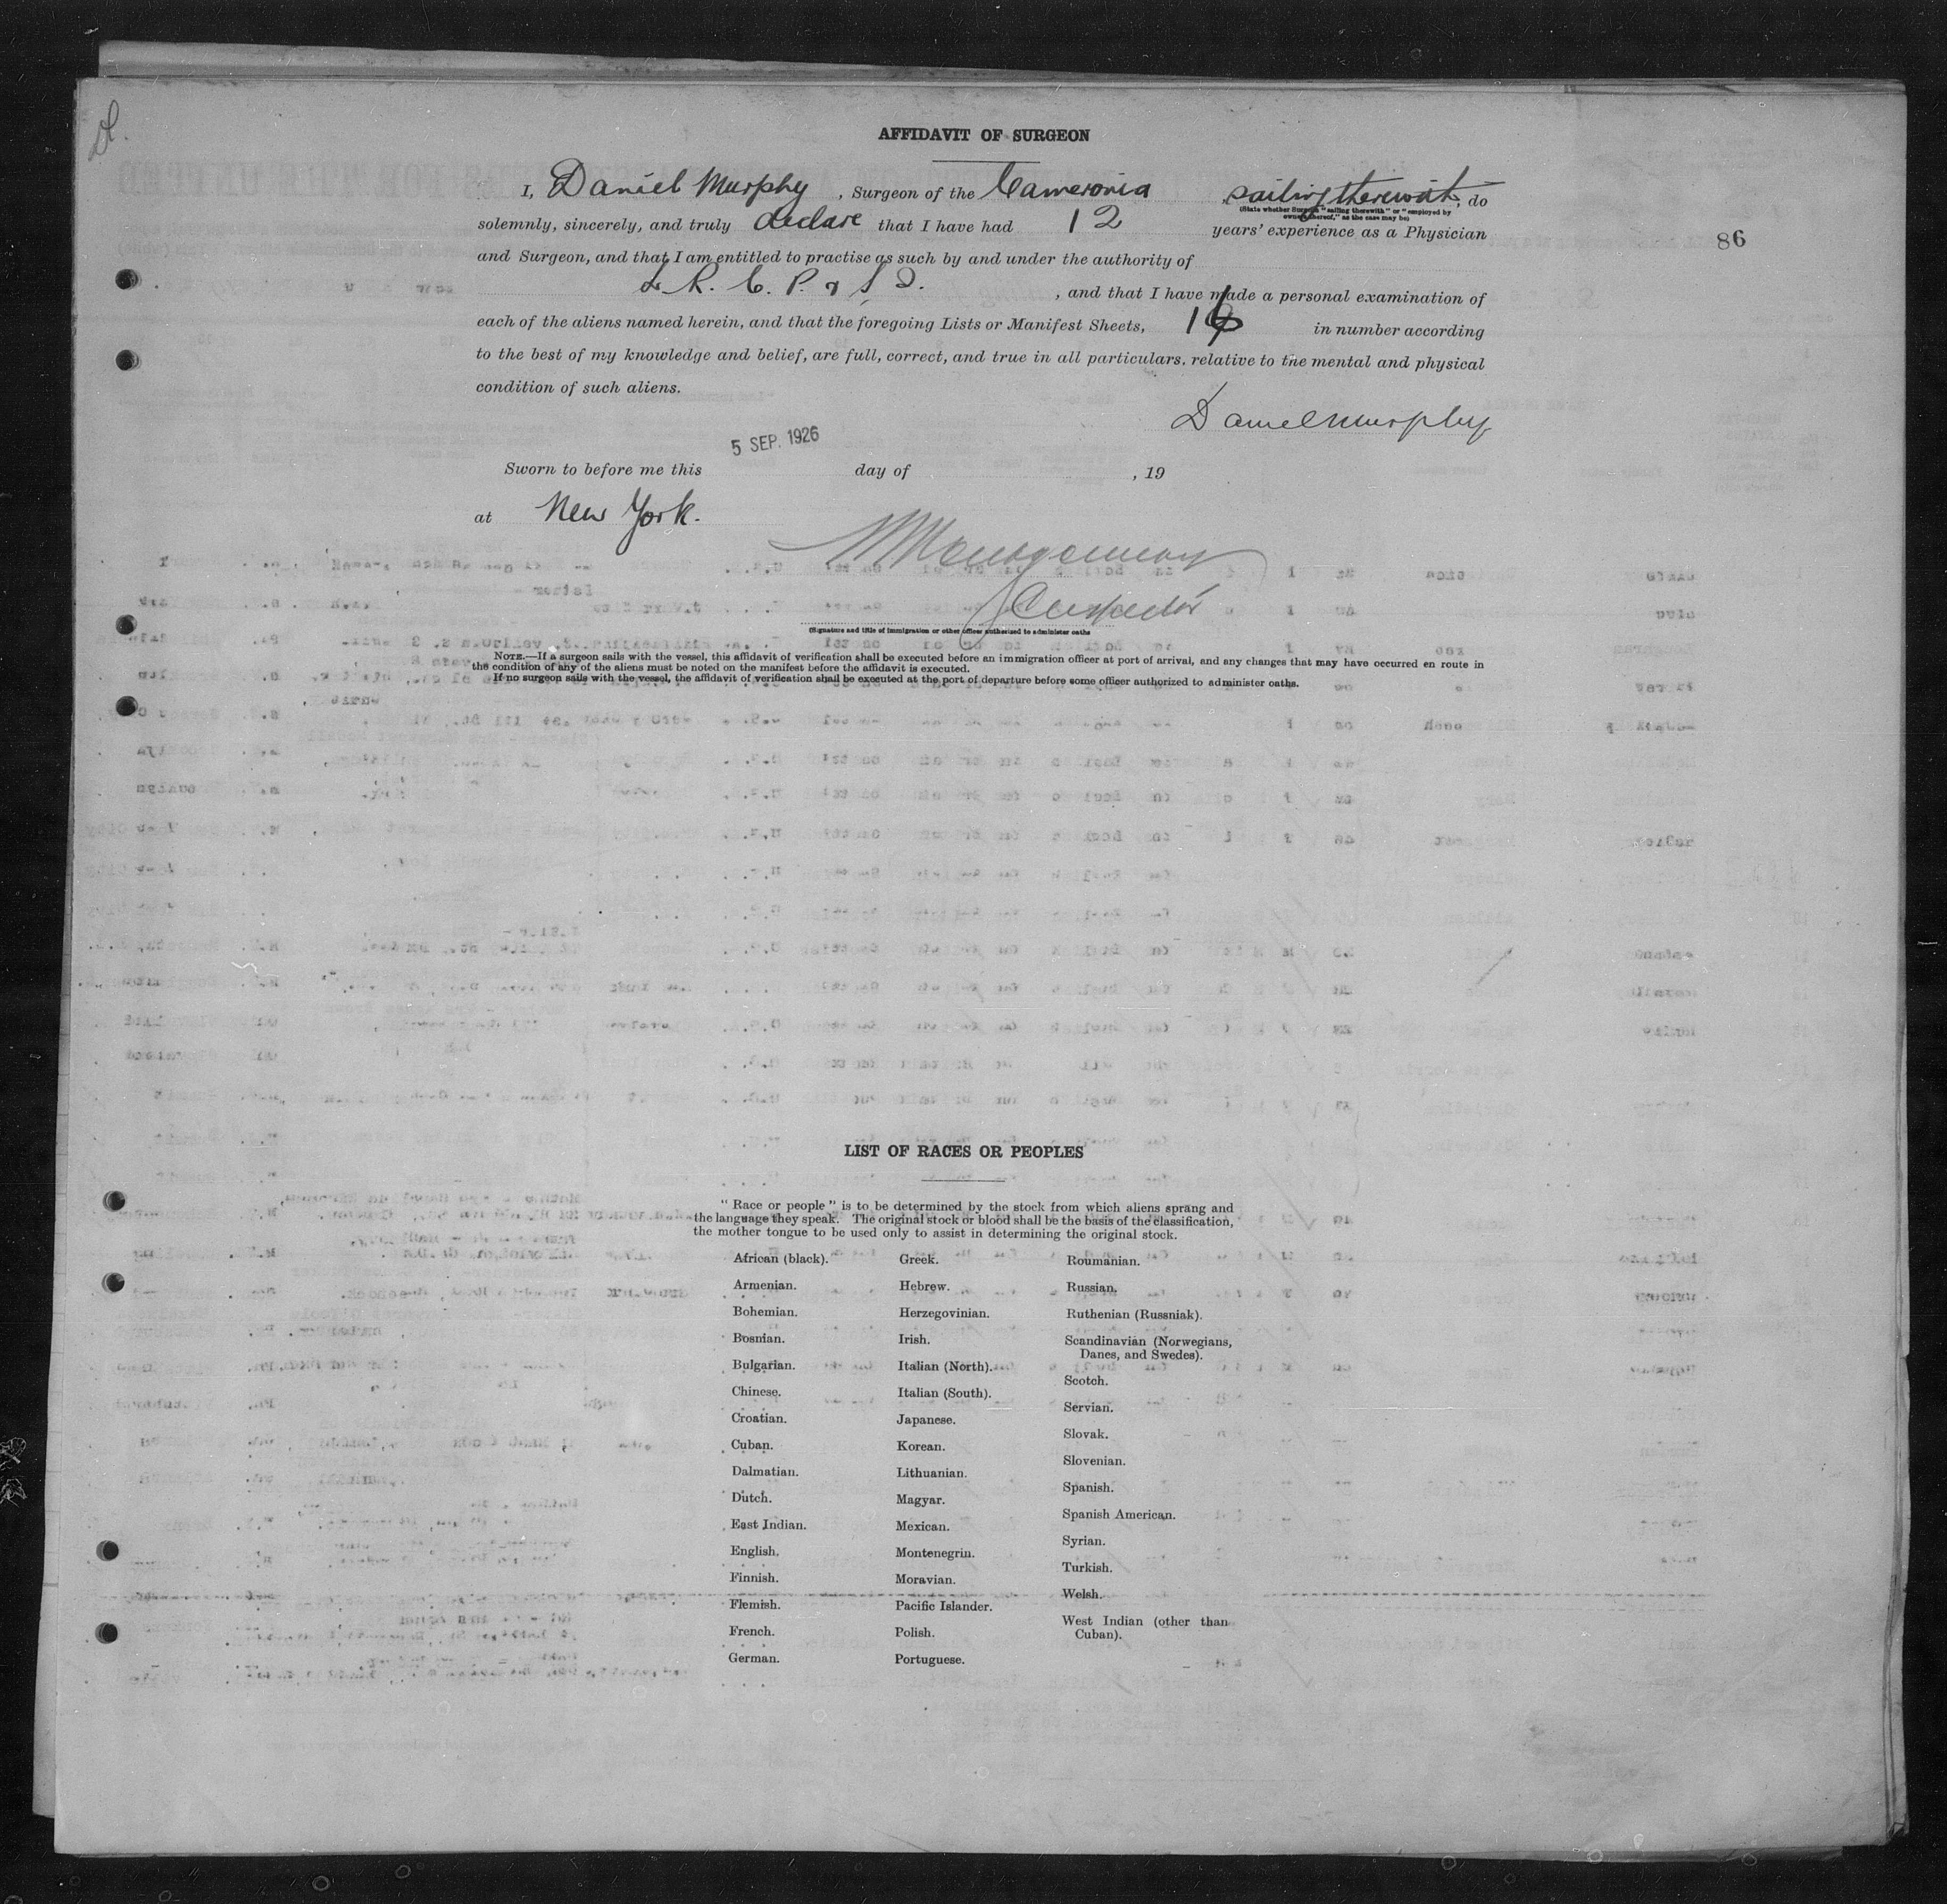 AFFIDAVIT OF SURGEON
I, Daniel Murphy, Surgeon of the Cameronia, sailing therewith, do
(State whether Surgeon "sailing therewith" or "employed by
owners thereof," as the case may be)
solemnly, sincerely, and truly declare that I have had 12 years' experience as a Physician
86
and Surgeon, and that I am entitled to practise as such by and under the authority of
L. R. C. P. & S. I., and that I have made a personal examination of
each of the aliens named herein, and that the foregoing Lists or Manifest Sheets, in number according
to the best of my knowledge and belief, are full, correct, and true in all particulars, relative to the mental and physical
condition of such aliens.
Daniel Murphy
5 SEP. 1926
Sworn to before me this day of , 19
at New York.
Montgomery
Inspector
(Signature and title of immigration or other officer authorized to administer oaths
NOTE.—If a surgeon sails with the vessel, this affidavit of verification shall be executed before an immigration officer at port of arrival, and any changes that may have occurred en route in
the condition of any of the aliens must be noted on the manifest before the affidavit is executed.
If no surgeon sails with the vessel, the affidavit of verification shall be executed at the port of departure before some officer authorized to administer oaths.
LIST OF RACES OR PEOPLES
"Race or people" is to be determined by the stock from which aliens sprang and
the language they speak. The original stock or blood shall be the basis of the classification,
the mother tongue to be used only to assist in determining the original stock.
African (black).
Armenian.
Bohemian.
Bosnian.
Bulgarian.
Chinese.
Croatian.
Cuban.
Dalmatian.
Dutch.
East Indian.
English.
Finnish.
Flemish.
French.
German.
Greek.
Hebrew.
Herzegovinian.
Irish.
Italian (North).
Italian (South).
Japanese.
Korean.
Lithuanian.
Magyar.
Mexican.
Montenegrin.
Moravian.
Pacific Islander.
Polish.
Portuguese.
Roumanian.
Russian.
Ruthenian (Russniak).
Scandinavian (Norwegians,
Danes, and Swedes).
Scotch.
Servian.
Slovak.
Slovenian.
Spanish.
Spanish American.
Syrian.
Turkish.
Welsh.
West Indian (other than
Cuban).